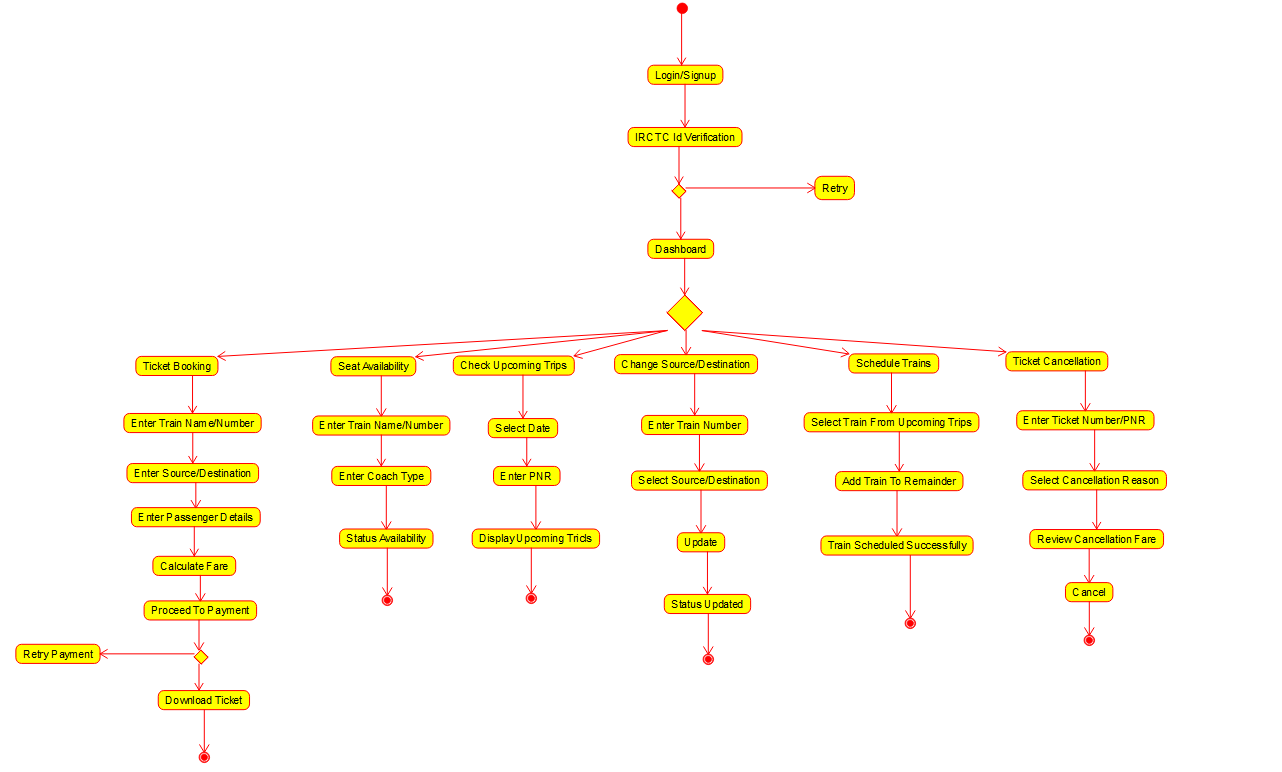 Login/Signup
IRCTC Id Verification
Retry
Dashboard
Ticket Booking
Seat Availability
Check Upcoming Trips
Change Source/Destination
Schedule Trains
Ticket Cancellation
Enter Train Name/Number
Enter Train Name/Number
Select Date
Enter Train Number
Select Train From Upcoming Trips
Enter Ticket Number/PNR
Enter Source/Destination
Enter Coach Type
Enter PNR
Select Source/Destination
Add Train To Remainder
Select Cancellation Reason
Enter Passenger Details
Status Availability
Display Upcoming Tricls
Update
Train Scheduled Successfully
Review Cancellation Fare
Calculate Fare
Cancel
Proceed To Payment
Status Updated
Retry Payment
Download Ticket